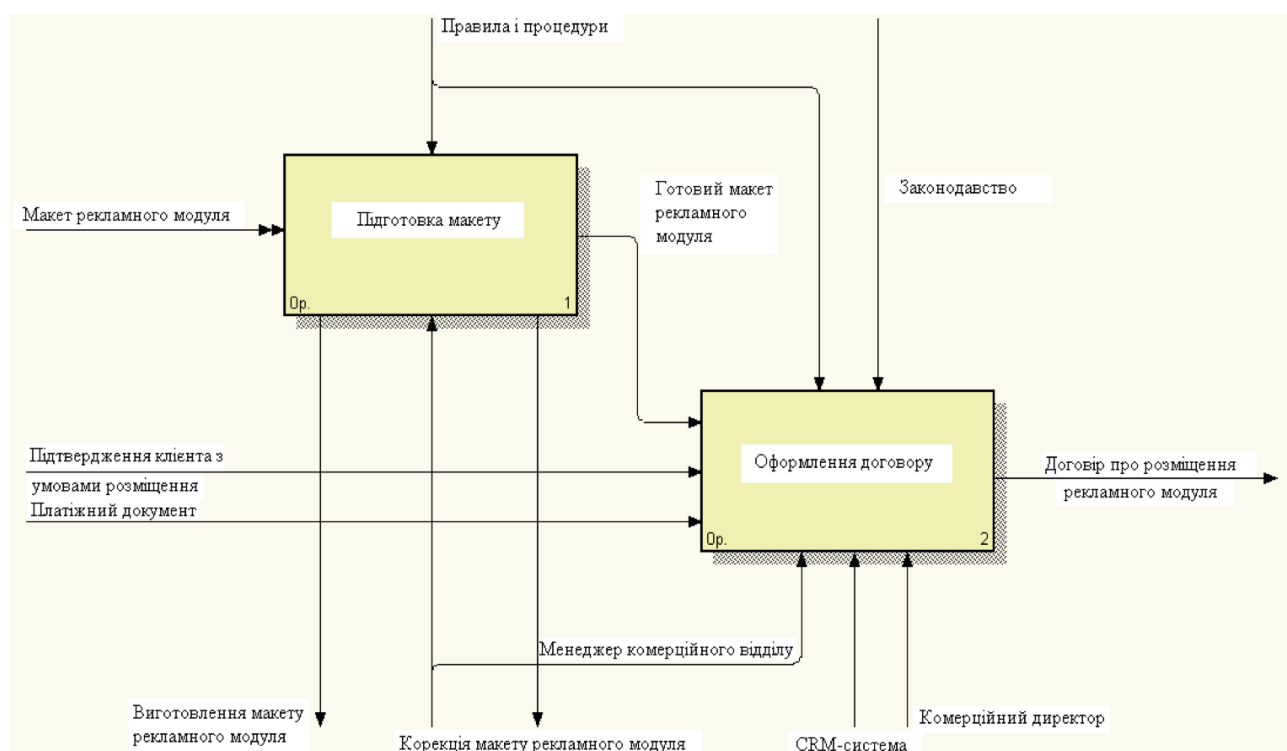 Правила і процедури
Законодавство
Готовий макет
рекламного
модуля
Макет рекламного модуля
Підготовка макету
0р.
1
Підтвердження клієнта з
умовами розміщення
Платіжний документ
Оформлення договору
0р.
2
Договір про розміщення
рекламного модуля
Менеджер комерційного відділу
Виготовлення макету
рекламного модуля
Корекція макету рекламного модуля
CRM-система
Комерційний директор